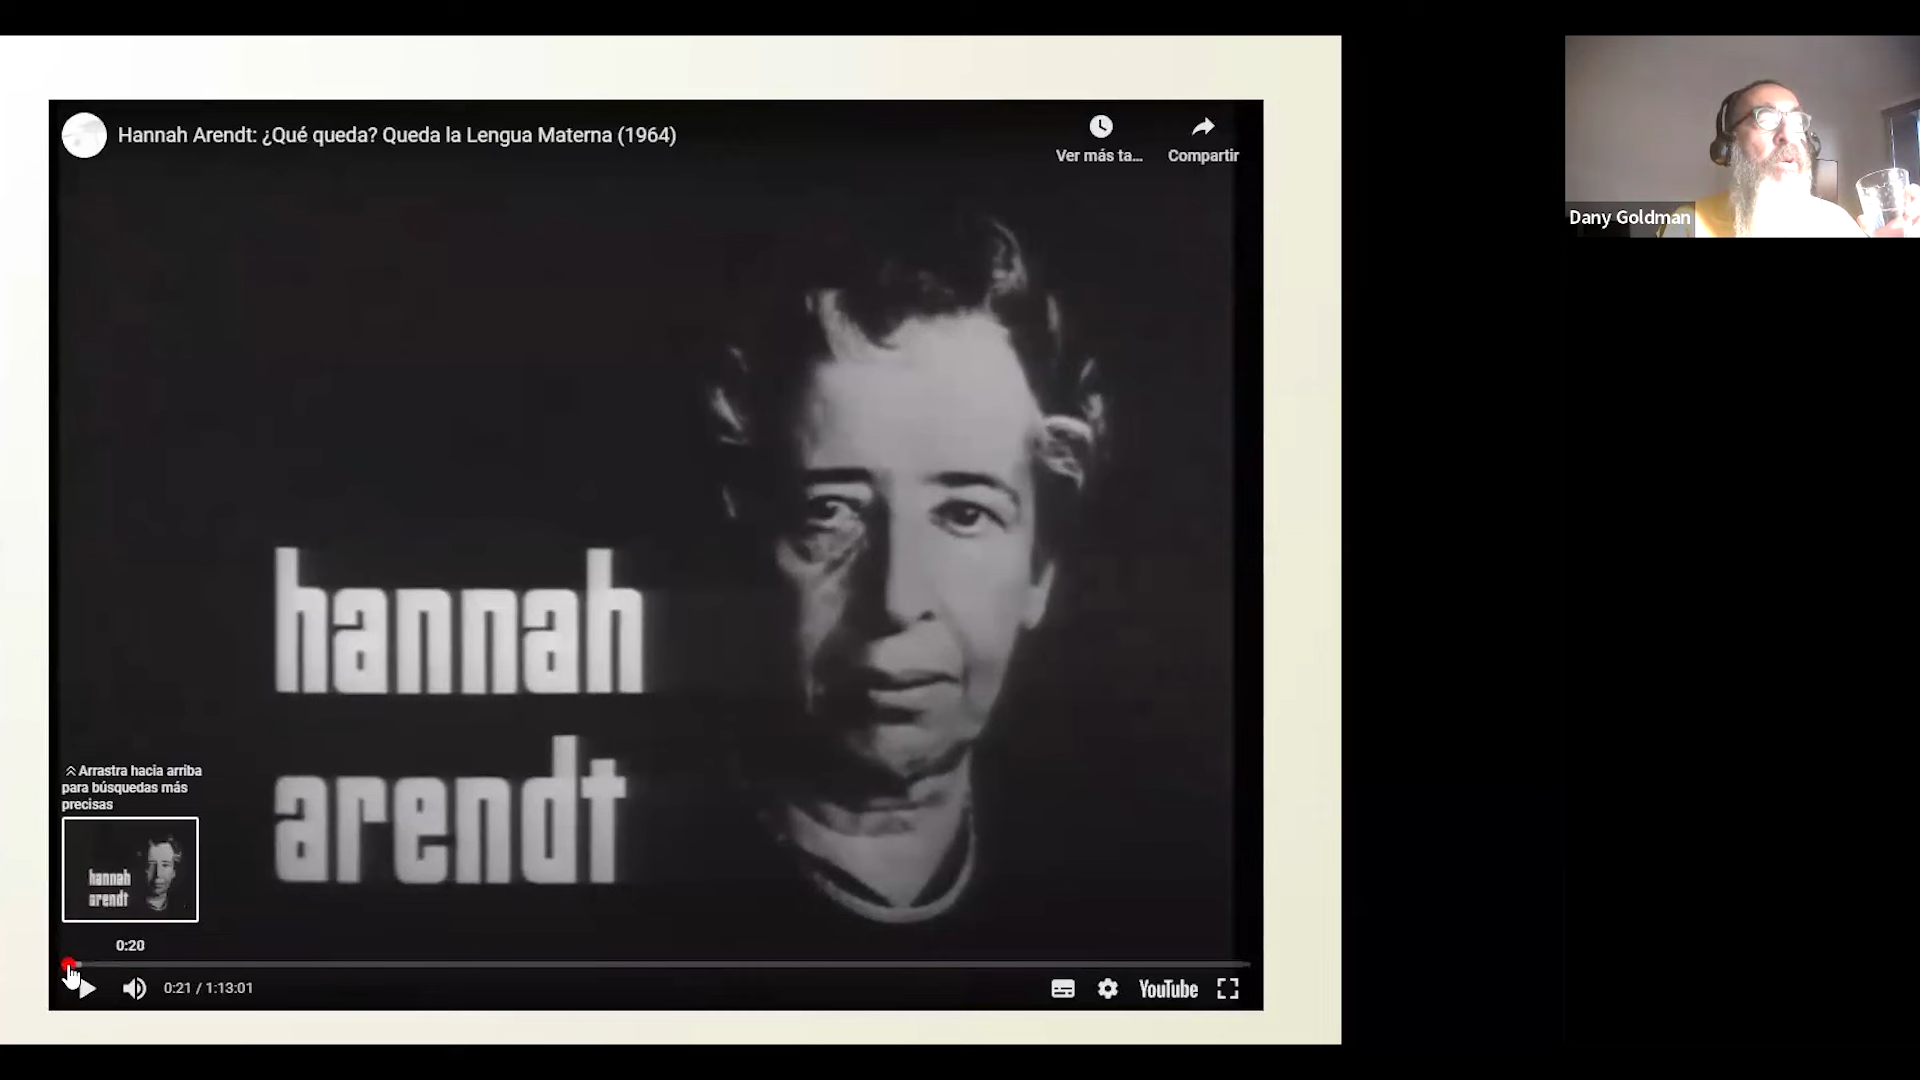 Hannah Arendt: ¿Qué queda? Queda la Lengua Materna (1964)
Ver más ta...
Compartir
Dany Goldman
hannah
arendt
Arrastra hacia arriba
para búsquedas más
precisas
hannah
arendt
0:20
0:21 / 1:13:01
YouTube